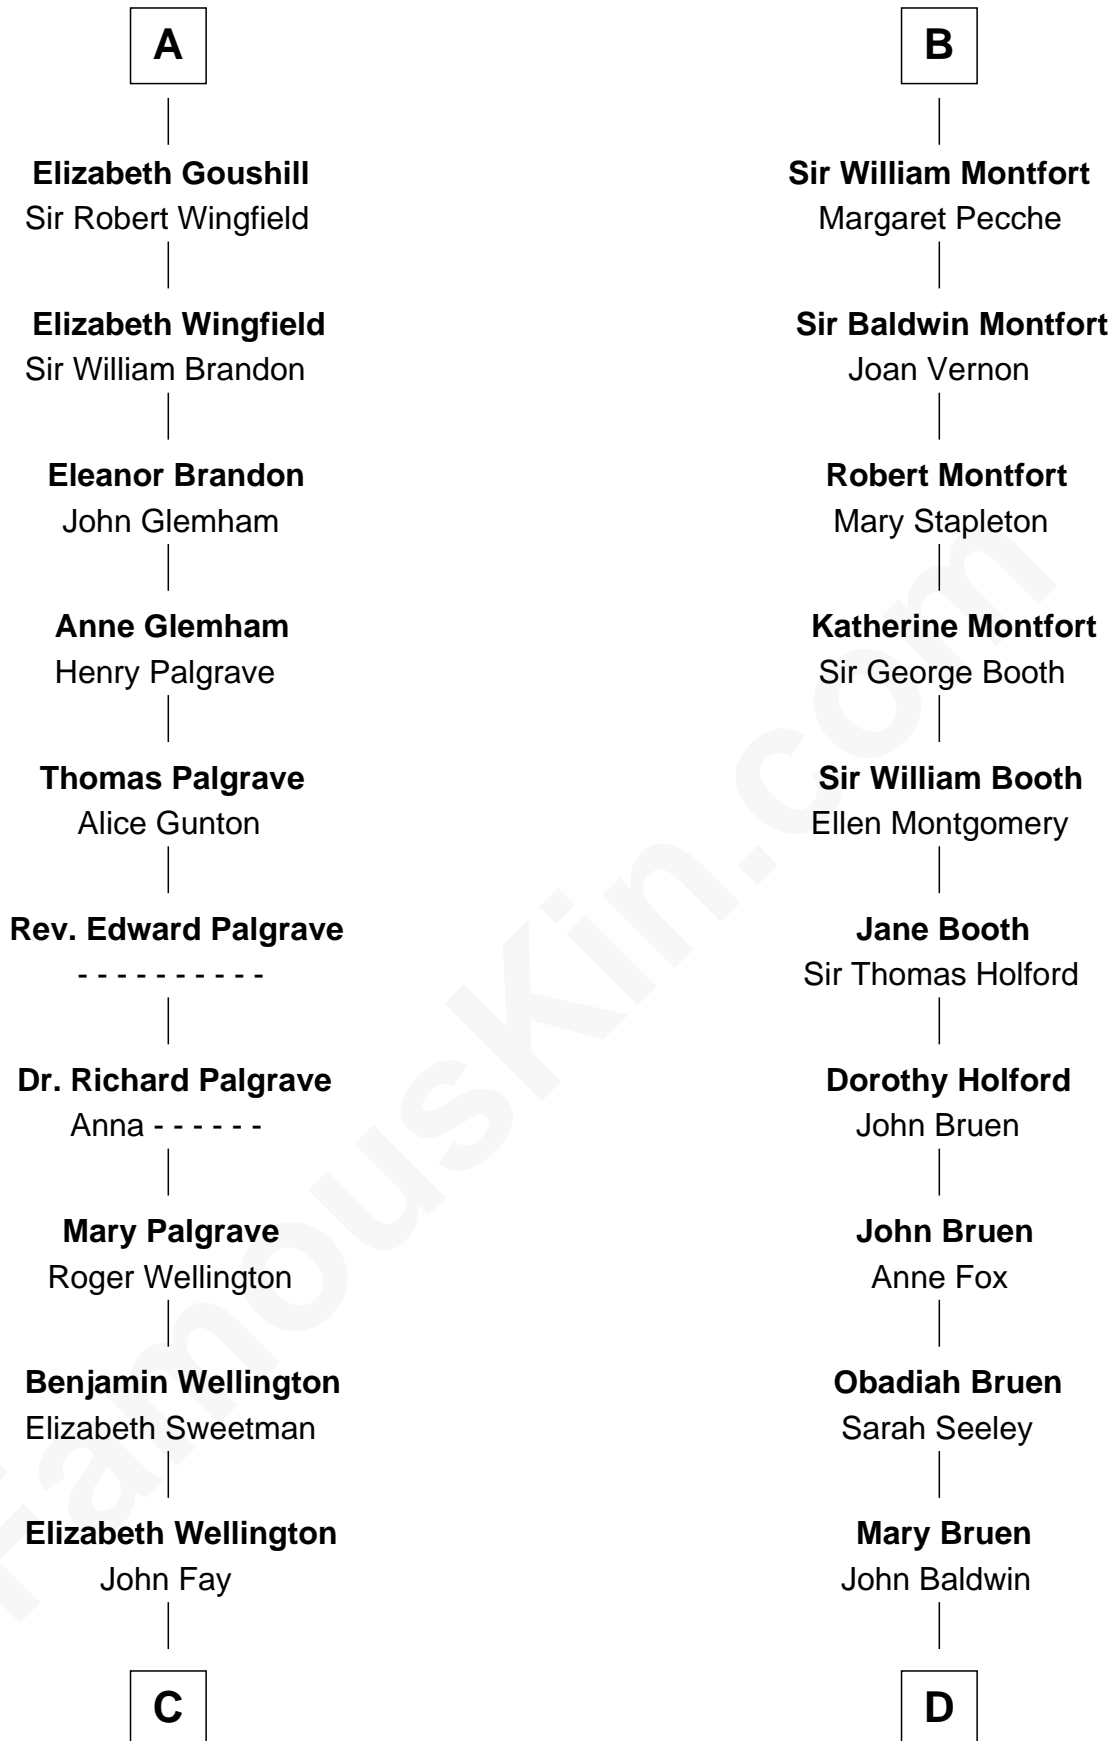 A
Elizabeth Goushill
Sir Robert Wingfield
Elizabeth Wingfield
Sir William Brandon
Eleanor Brandon
John Glemham
Anne Glemham
Henry Palgrave
Thomas Palgrave
Alice Gunton
Rev. Edward Palgrave
- - - - - - - - - -
Dr. Richard Palgrave
Anna - - - - - -
Mary Palgrave
Roger Wellington
Benjamin Wellington
Elizabeth Sweetman
Elizabeth Wellington
John Fay
C
B
Sir William Montfort
Margaret Pecche
Sir Baldwin Montfort
Joan Vernon
Robert Montfort
Mary Stapleton
Katherine Montfort
Sir George Booth
Sir William Booth
Ellen Montgomery
Jane Booth
Sir Thomas Holford
Dorothy Holford
John Bruen
John Bruen
Anne Fox
Obadiah Bruen
Sarah Seeley
Mary Bruen
John Baldwin
D
FamousKin.com